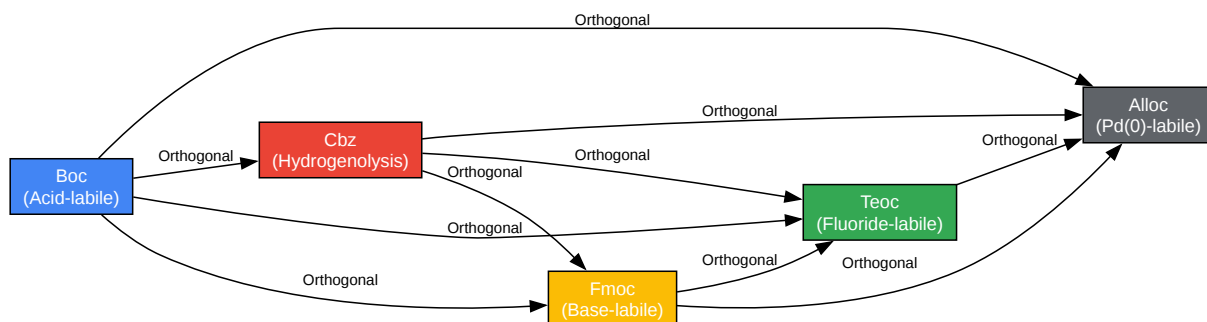 Orthogonal
Alloc
(Pd(0)-labile)
Orthogonal
Cbz
(Hydrogenolysis)
Orthogonal
Orthogonal
Orthogonal
Orthogonal
Boc
(Acid-labile)
Teoc
(Fluoride-labile)
Orthogonal
Orthogonal
Orthogonal
Orthogonal
Fmoc
(Base-labile)